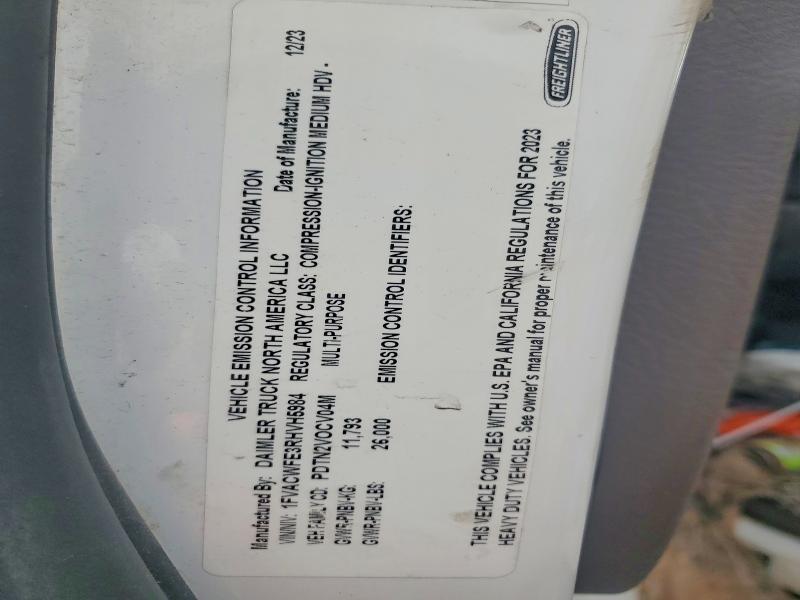 VEHICLE EMISSION CONTROL INFORMATION
Manufactured By: DAIMLER TRUCK NORTH AMERICA LLC Date of Manufacture: 12/23
VIN/NIV: 1FVACWFE3RHVH5984 REGULATORY CLASS: COMPRESSION-IGNITION MEDIUM HDV -
VEH FAMILY CD: PDTN2VOCV04M MULTI-PURPOSE
GVWR-PNBV-KG: 11,793
GVWR-PNBV-LBS: 26,000 EMISSION CONTROL IDENTIFIERS:
THIS VEHICLE COMPLIES WITH U.S. EPA AND CALIFORNIA REGULATIONS FOR 2023
HEAVY DUTY VEHICLES. See owner's manual for proper maintenance of this vehicle.
FREIGHTLINER